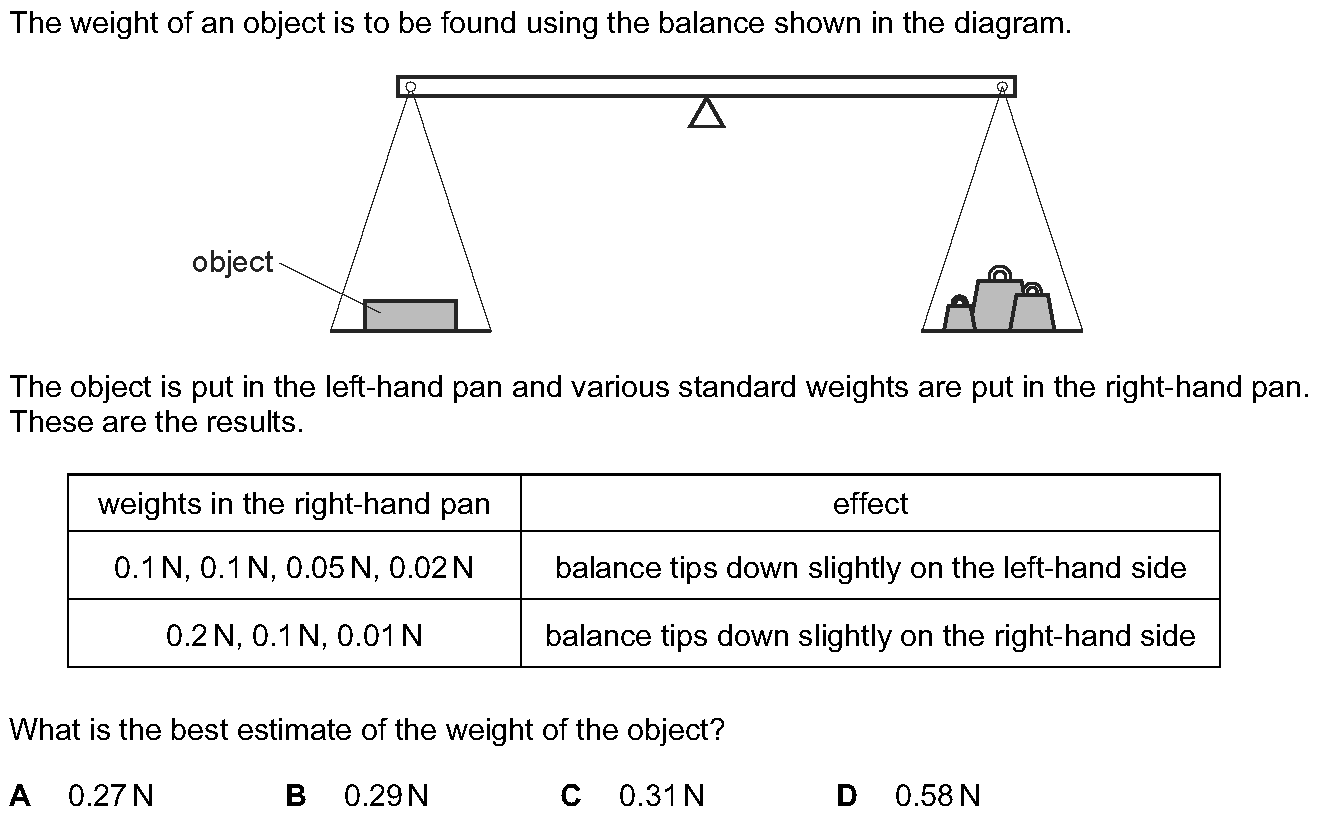 The weight of an object is to be found using the balance shown in the diagram.
object
The object is put in the left-hand pan and various standard weights are put in the right-hand pan.
These are the results.
weights in the right-hand pan effect
0.1 N, 0.1 N, 0.05 N, 0.02 N balance tips down slightly on the left-hand side
0.2 N, 0.1 N, 0.01 N balance tips down slightly on the right-hand side
What is the best estimate of the weight of the object?
A 0.27 N B 0.29 N C 0.31 N D 0.58 N